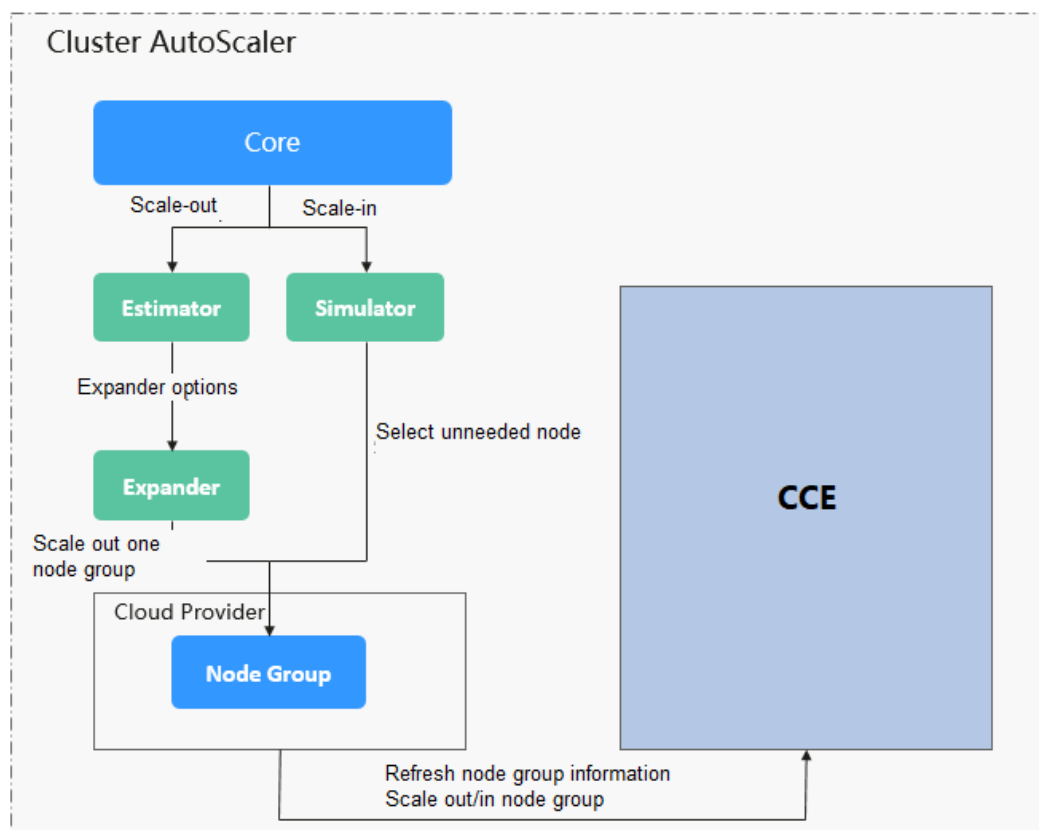 Cluster AutoScaler
Core
Scale-out
Scale-in
Estimator
Simulator
Expander options
Select unneeded node
Expander
CCE
Scale out one
node group
Cloud Provider
Node Group
Refresh node group information
Scale out/in node group